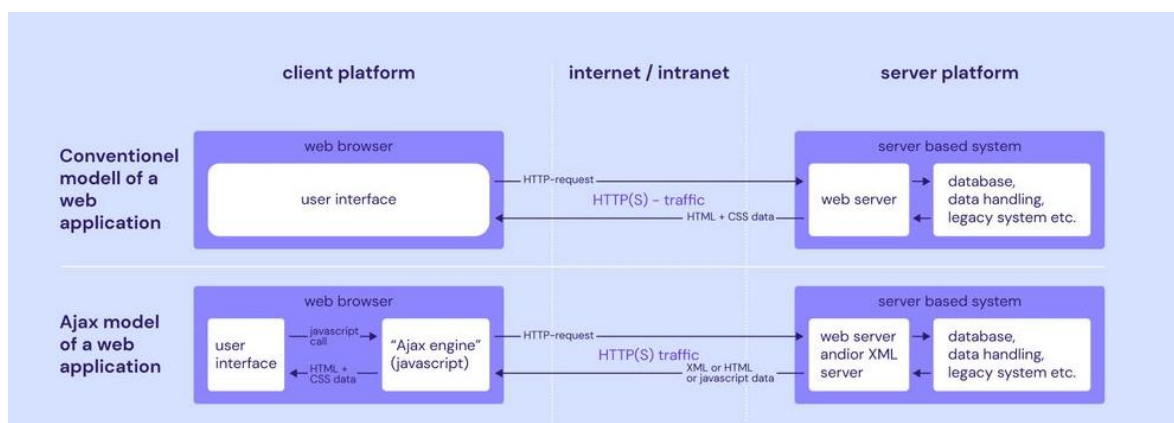 client platform
internet / intranet
server platform
Conventionel
modell of a
web
application
web browser
user interface
HTTP-request
HTTP(S) - traffic
HTML + CSS data
server based system
web server
database,
data handling,
legacy system etc.
Ajax model
of a web
application
web browser
user
interface
javascript
call
HTML +
CSS data
“Ajax engine”
(javascript)
HTTP-request
HTTP(S) traffic
XML or HTML
or javascript data
server based system
web server
andior XML
server
database,
data handling,
legacy system etc.